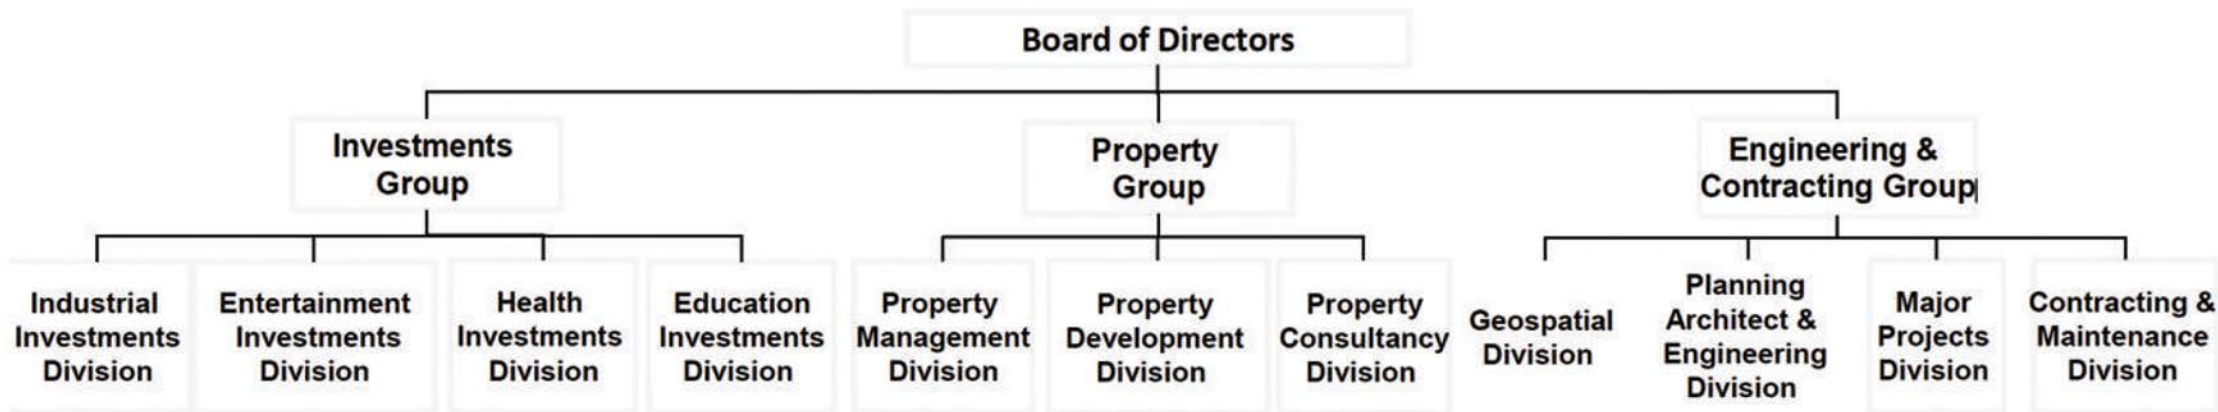 Board of Directors
Investments
Group
Property
Group
Engineering &
Contracting Group
Industrial
Investments
Division
Entertainment
Investments
Division
Health
Investments
Division
Education
Investments
Division
Property
Management
Division
Property
Development
Division
Property
Consultancy
Division
Geospatial
Division
Planning
Architect &
Engineering
Division
Major
Projects
Division
Contracting &
Maintenance
Division